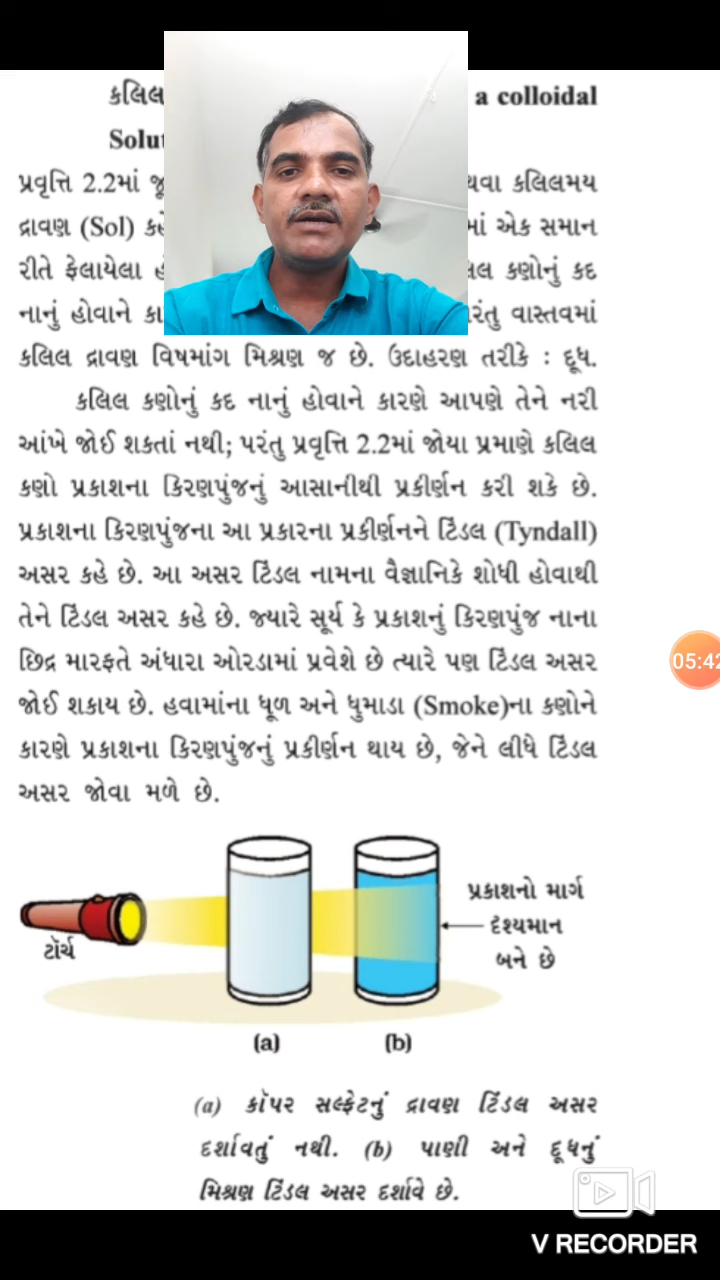 કલિલ a colloidal
પ્રવૃત્તિ 2.2માં કલિલમય
દ્રાવણ (Sol) એક સમાન
રીતે ફેલાયેલા કણોનું કદ
નાનું હોવાને વાસ્તવમાં
કલિલ દ્રાવણ વિષમાંગ મિશ્રણ જ છે. ઉદાહરણ તરીકે : દૂધ.
કલિલ કણોનું કદ નાનું હોવાને કારણે આપણે તેને નરી
આંખે જોઈ શકતાં નથી; પરંતુ પ્રવૃત્તિ 2.2માં જોયા પ્રમાણે કલિલ
કણો પ્રકાશના કિરણપુંજનું આસાનીથી પ્રકીર્ણન કરી શકે છે.
પ્રકાશના કિરણપુંજના આ પ્રકારના પ્રકીર્ણનને ટિંડલ (Tyndall)
અસર કહે છે. આ અસર ટિંડલ નામના વૈજ્ઞાનિકે શોધી હોવાથી
તેને ટિંડલ અસર કહે છે. જ્યારે સૂર્ય કે પ્રકાશનું કિરણપુંજ નાના
છિદ્ર મારફતે અંધારા ઓરડામાં પ્રવેશે છે ત્યારે પણ ટિંડલ અસર
જોઈ શકાય છે. હવામાંના ધૂળ અને ધુમાડા (Smoke)ના કણોને
કારણે પ્રકાશના કિરણપુંજનું પ્રકીર્ણન થાય છે, જેને લીધે ટિંડલ
અસર જોવા મળે છે.
05:42
ટૉર્ચ
પ્રકાશનો માર્ગ
દૃશ્યમાન
બને છે
(a) (b)
(a) કૉપર સલ્ફેટનું દ્રાવણ ટિંડલ અસર
દર્શાવતું નથી. (b) પાણી અને દૂધનું
મિશ્રણ ટિંડલ અસર દર્શાવે છે.
V RECORDER